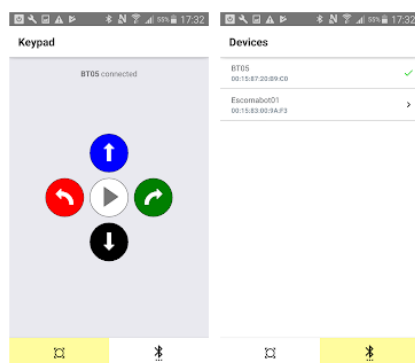 55% 17:32
Keypad
BT05 connected
55% 17:32
Devices
BT05
00:15:87:20:89:C0
Escornabot01
00:15:83:00:9A:F3